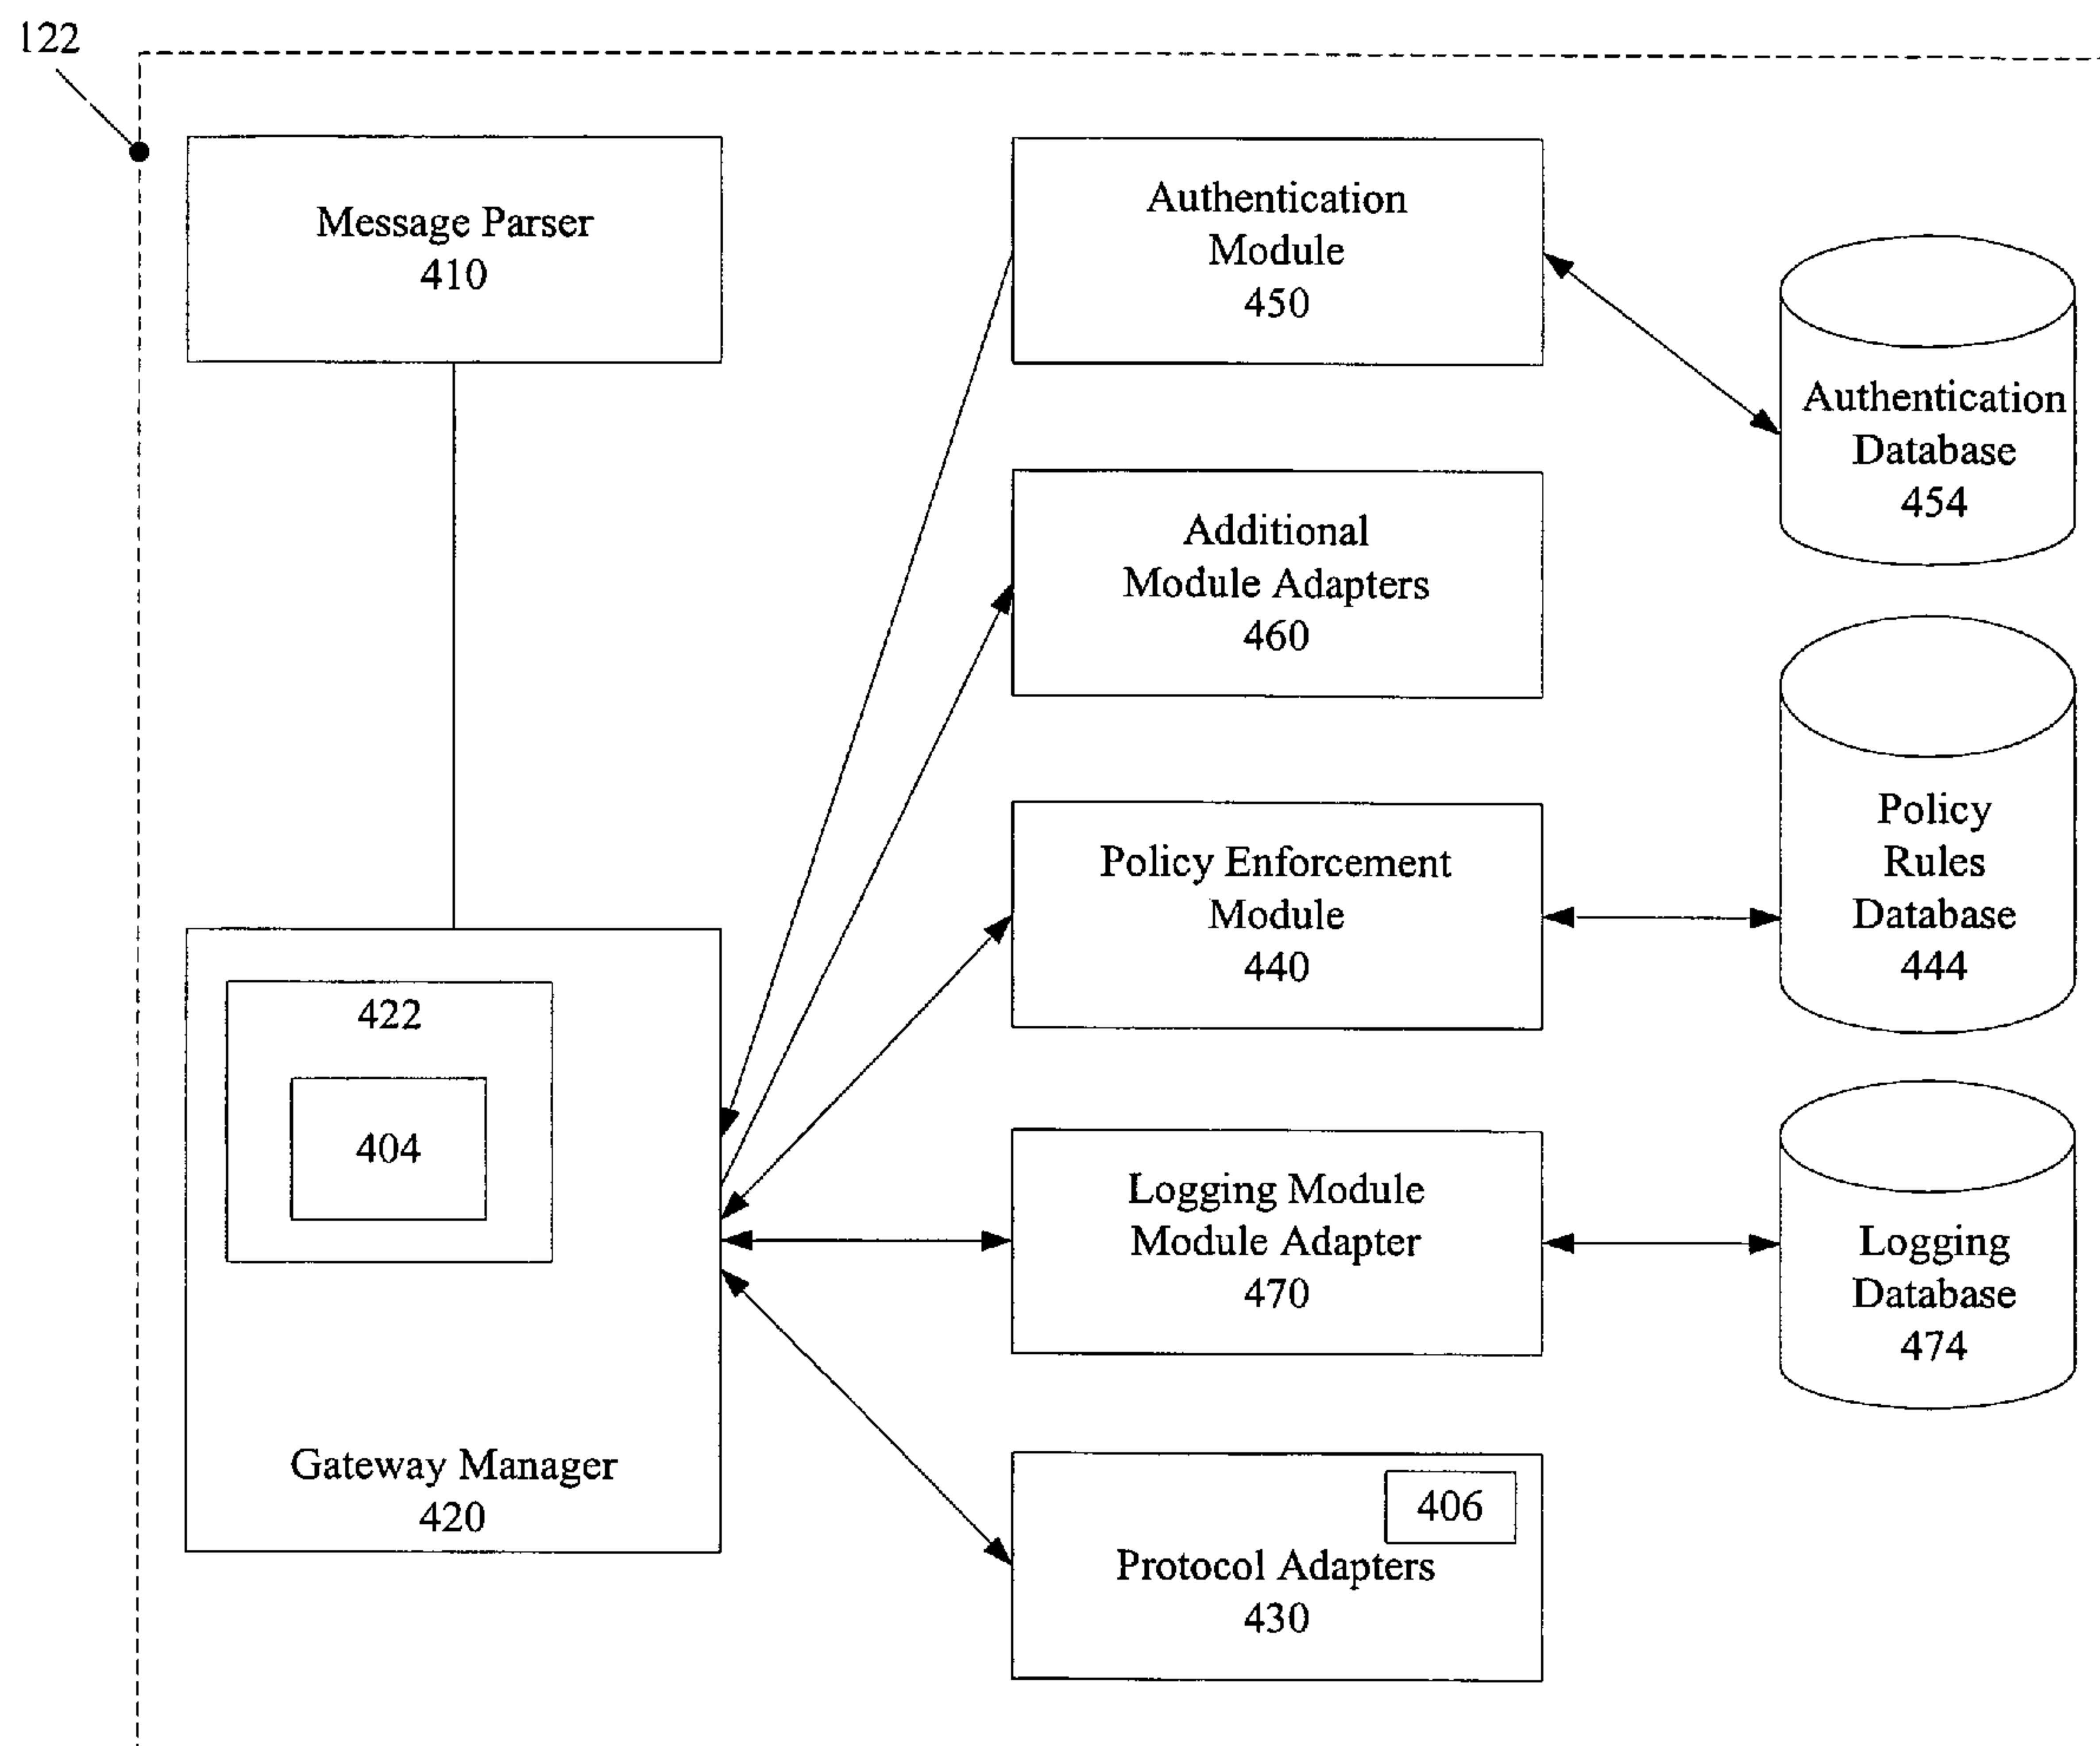 122
Message Parser
410
Authentication
Module
450
Authentication
Database
454
Additional
Module Adapters
460
Policy Enforcement
Module
440
Policy
Rules
Database
444
422
404
Gateway Manager
420
Logging Module
Module Adapter
470
Logging
Database
474
406
Protocol Adapters
430